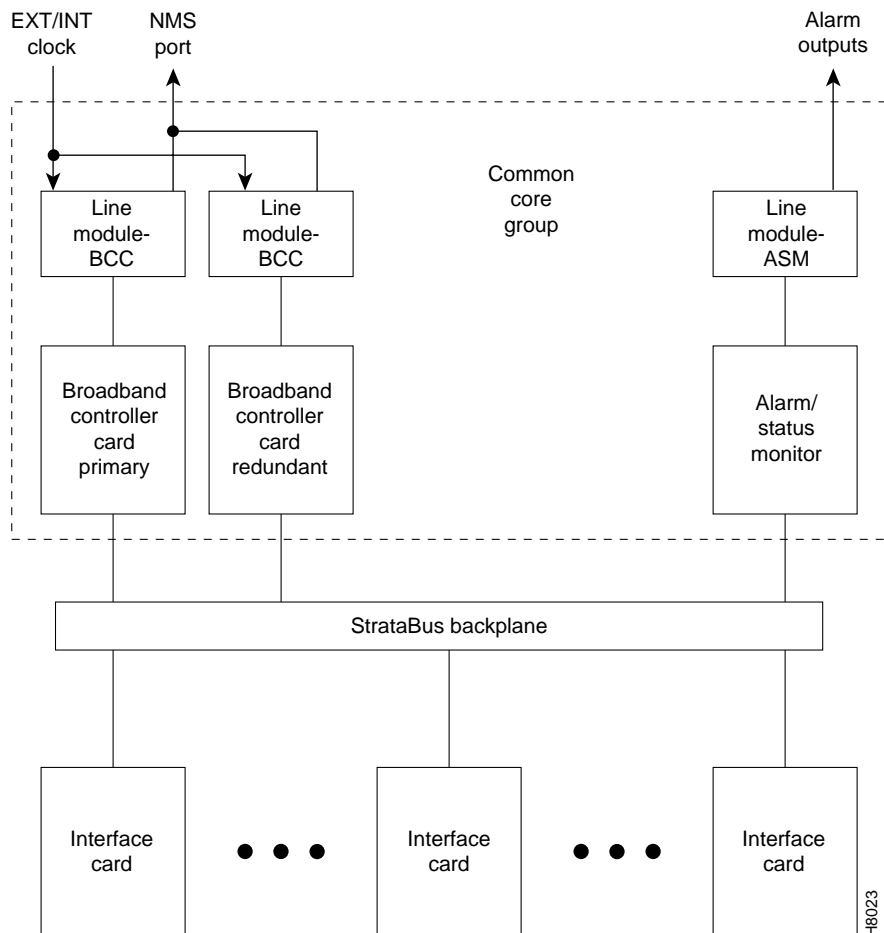 EXT/INT
clock
NMS
port
Alarm
outputs
Common
core
group
Line
module-
BCC
Line
module-
BCC
Line
module-
ASM
Broadband
controller
card
primary
Broadband
controller
card
redundant
Alarm/
status
monitor
StrataBus backplane
Interface
card
Interface
card
Interface
card
H8023